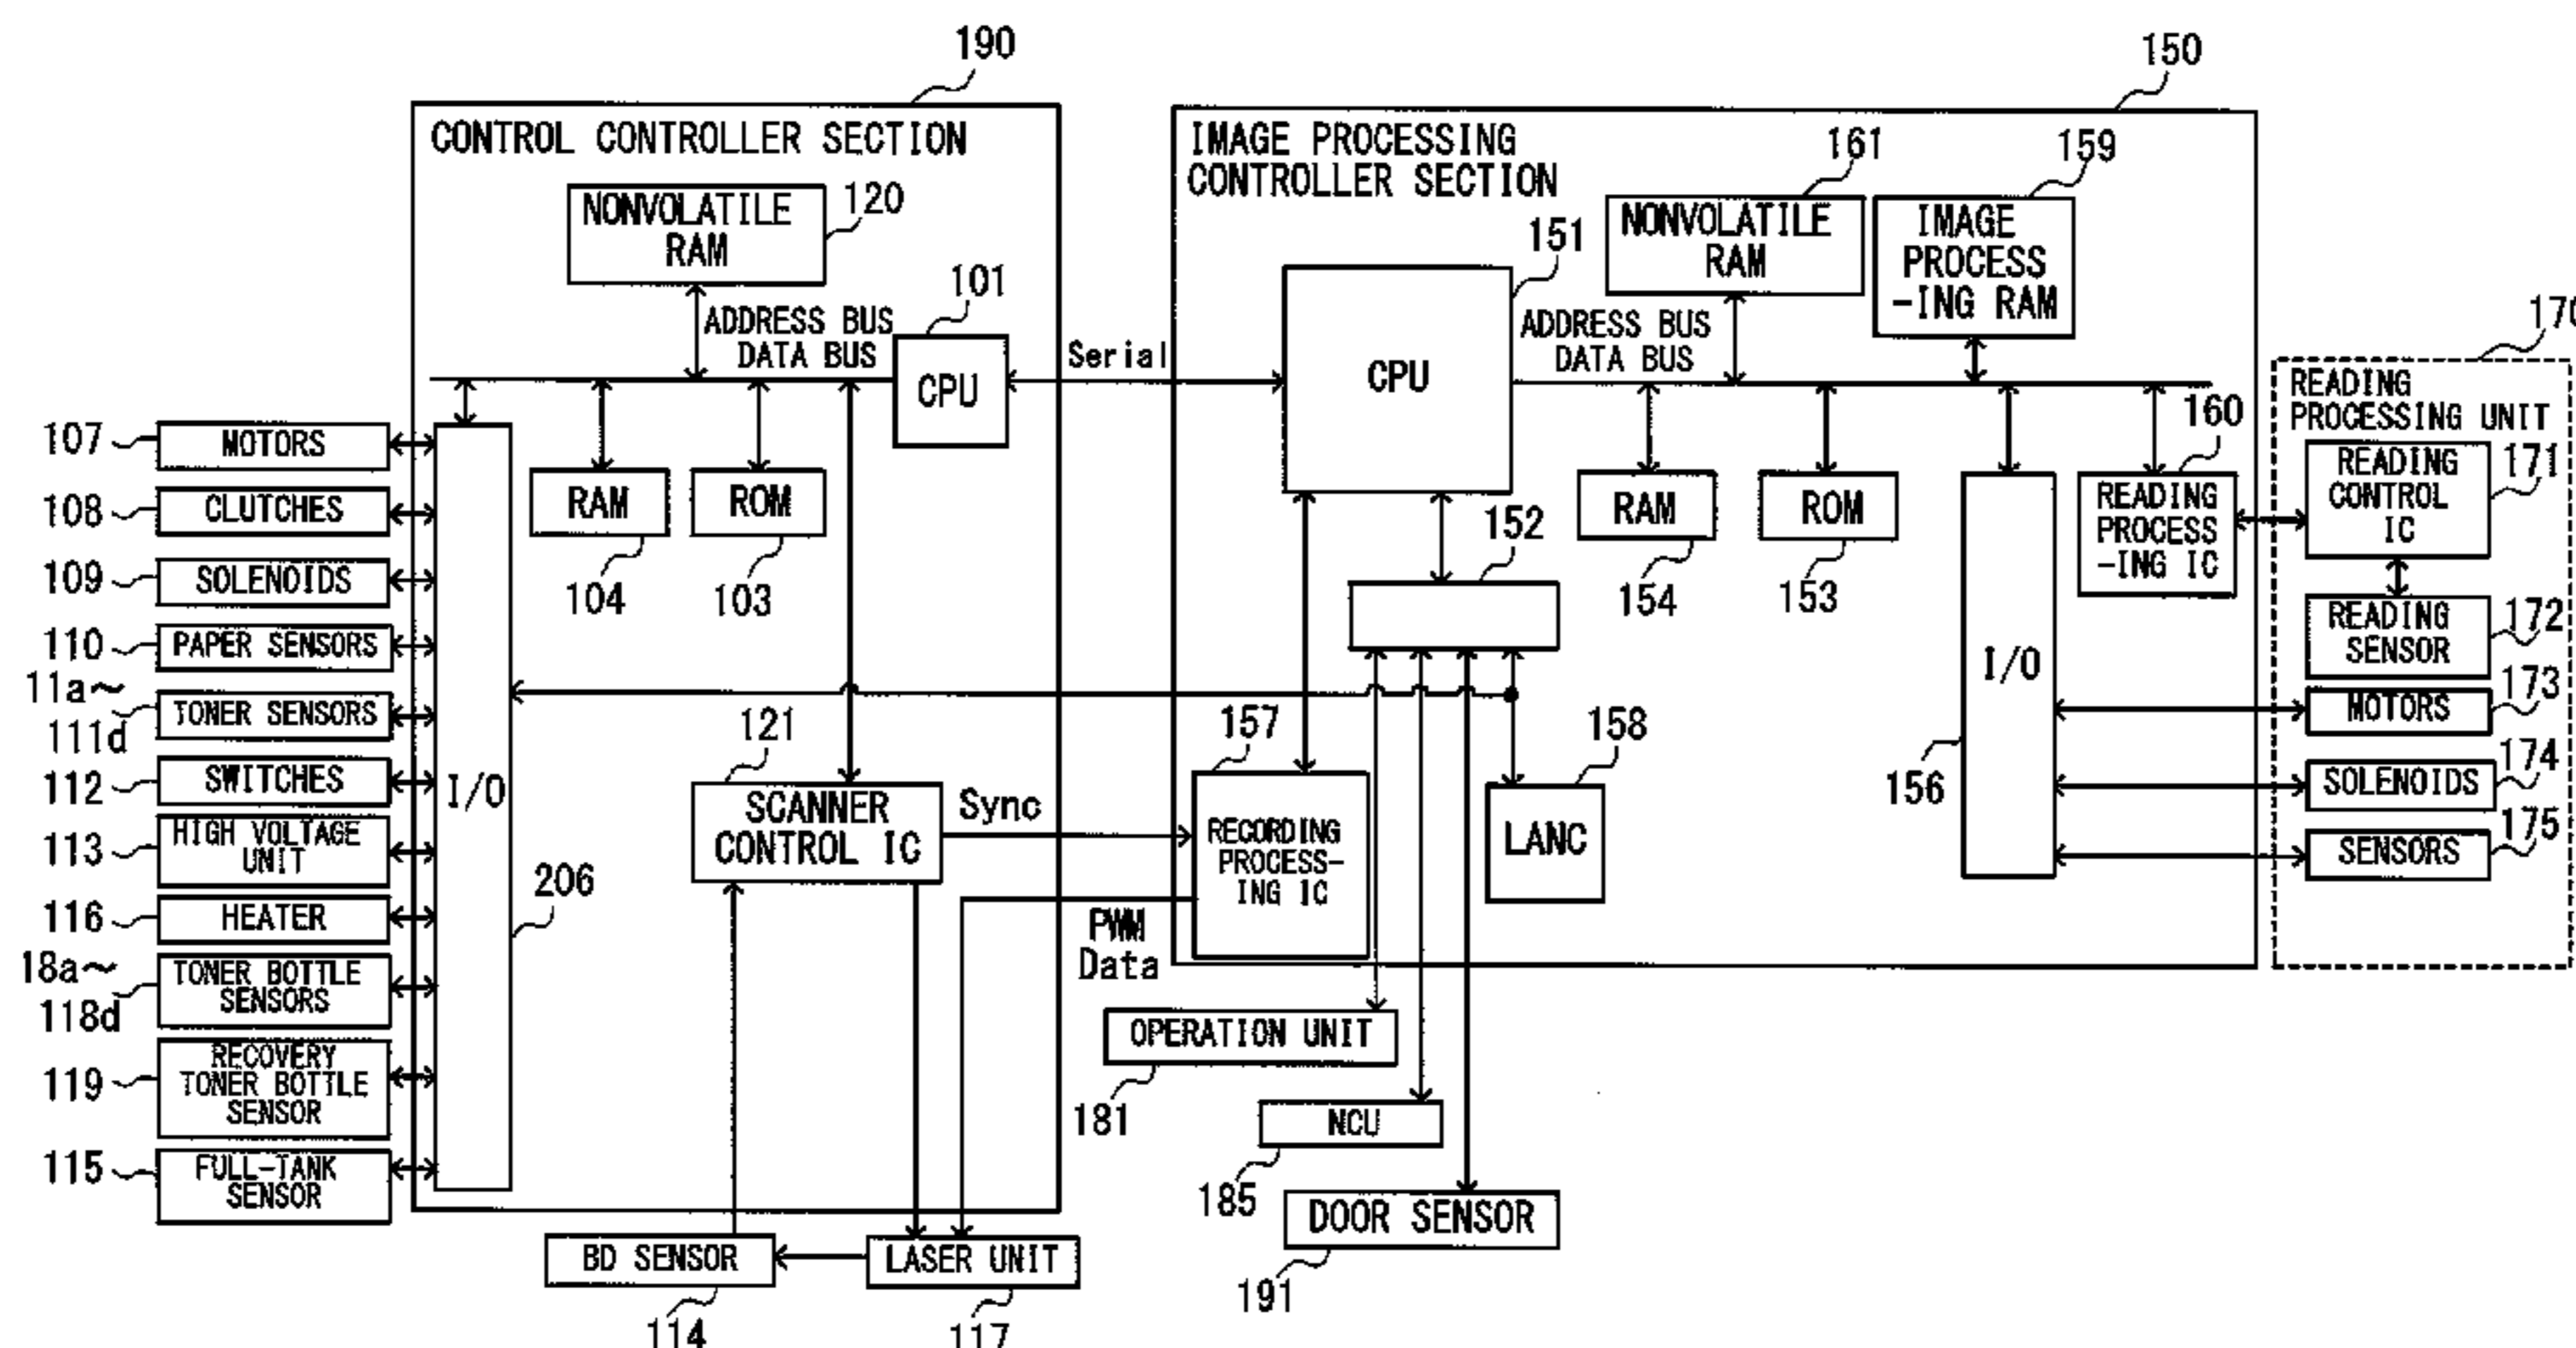 190
150
CONTROL CONTROLLER SECTION
NONVOLATILE
RAM
120
ADDRESS BUS
DATA BUS
101
CPU
Serial
RAM
104
ROM
103
107
MOTORS
108
CLUTCHES
109
SOLENOIDS
110
PAPER SENSORS
11a~
111d
TONER SENSORS
112
SWITCHES
113
HIGH VOLTAGE
UNIT
116
HEATER
18a~
118d
TONER BOTTLE
SENSORS
119
RECOVERY
TONER BOTTLE
SENSOR
115
FULL-TANK
SENSOR
I/O
206
121
SCANNER
CONTROL IC
Sync
PWM
Data
BD SENSOR
114
LASER UNIT
117
IMAGE PROCESSING
CONTROLLER SECTION
161
NONVOLATILE
RAM
159
IMAGE
PROCESS
-ING RAM
151
CPU
ADDRESS BUS
DATA BUS
152
RAM
154
ROM
153
I/O
156
160
READING
PROCESS
-ING IC
157
RECORDING
PROCESS-
ING IC
158
LANC
OPERATION UNIT
181
NCU
185
DOOR SENSOR
191
170
READING
PROCESSING UNIT
READING
CONTROL
IC
171
READING
SENSOR
172
MOTORS
173
SOLENOIDS
174
SENSORS
175